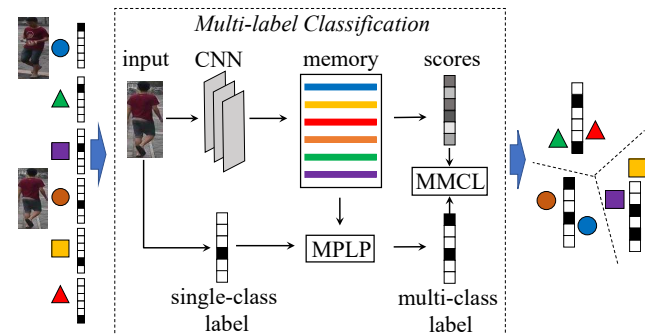 Multi-label Classification
input
CNN
memory
scores
MMCL
MPLP
single-class
label
multi-class
label